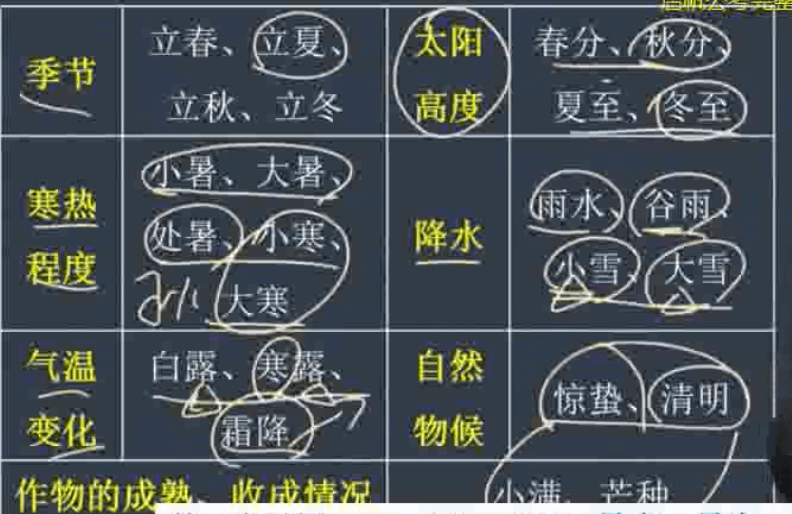 季节
立春、立夏、
立秋、立冬
太阳
高度
春分、秋分、
夏至、冬至
寒热
程度
小暑、大暑、
处暑、小寒、
大寒
降水
雨水、谷雨、
小雪、大雪
气温
变化
白露、寒露、
霜降
自然
物候
惊蛰、清明
作物的成熟、收成情况
小满、芒种